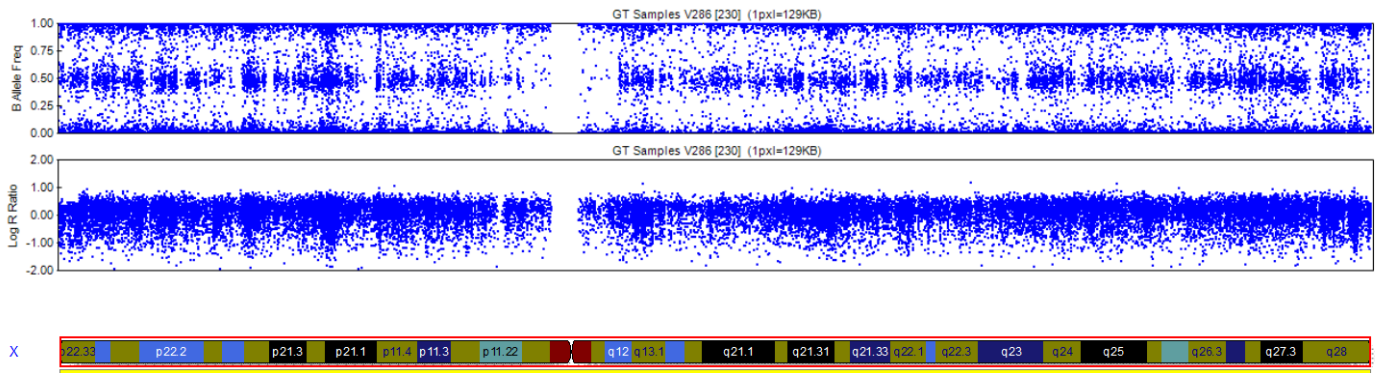 GT Samples V286 [230] (1pxl=129KB)
1.00
0.75
0.50
0.25
0.00
B Allele Freq
GT Samples V286 [230] (1pxl=129KB)
2.00
1.00
0.00
-1.00
-2.00
Log R Ratio
X p22.33 p22.2 p21.3 p21.1 p11.4 p11.3 p11.22 q12 q13.1 q21.1 q21.31 q21.33 q22.1 q22.3 q23 q24 q25 q26.3 q27.3 q28